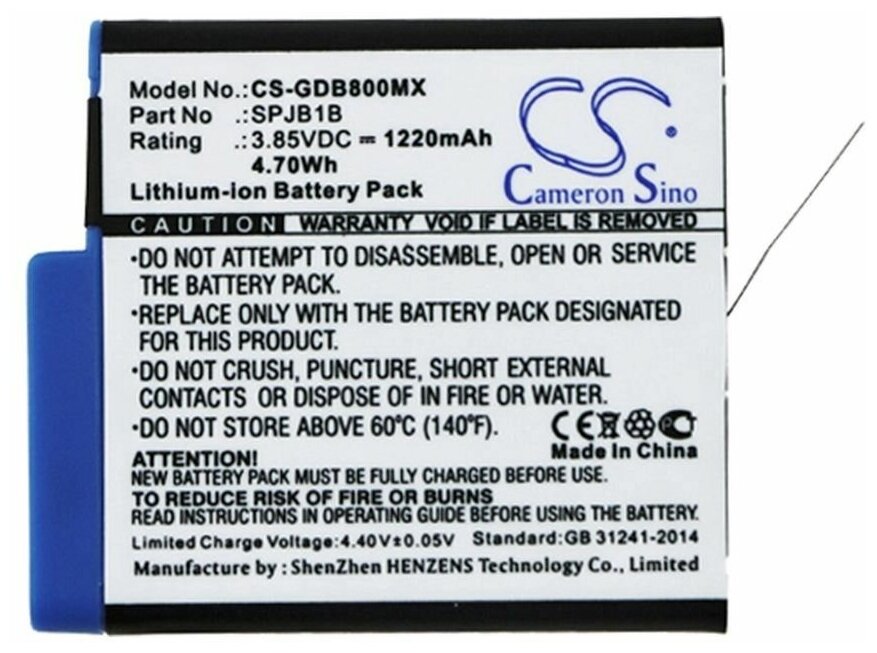 Model No.:CS-GDB800MX
Part No .:SPJB1B
Rating .:3.85VDC ⎓ 1220mAh
4.70Wh
Lithium-ion Battery Pack
CS
Cameron Sino
CAUTION WARRANTY VOID IF LABEL IS REMOVED
•DO NOT ATTEMPT TO DISASSEMBLE, OPEN OR SERVICE
THE BATTERY PACK.
•REPLACE ONLY WITH THE BATTERY PACK DESIGNATED
FOR THIS PRODUCT.
•DO NOT CRUSH, PUNCTURE, SHORT EXTERNAL
CONTACTS OR DISPOSE OF IN FIRE OR WATER.
•DO NOT STORE ABOVE 60°C (140°F).
CE
Made In China
ATTENTION!
NEW BATTERY PACK MUST BE FULLY CHARGED BEFORE USE
TO REDUCE RISK OF FIRE OR BURNS
READ INSTRUCTIONS IN OPERATING GUIDE BEFORE USING THE BATTERY.
Limited Charge Voltage:4.40V±0.05V Standard:GB 31241-2014
Manufacture by : ShenZhen HENZENS Technology Co., Limited